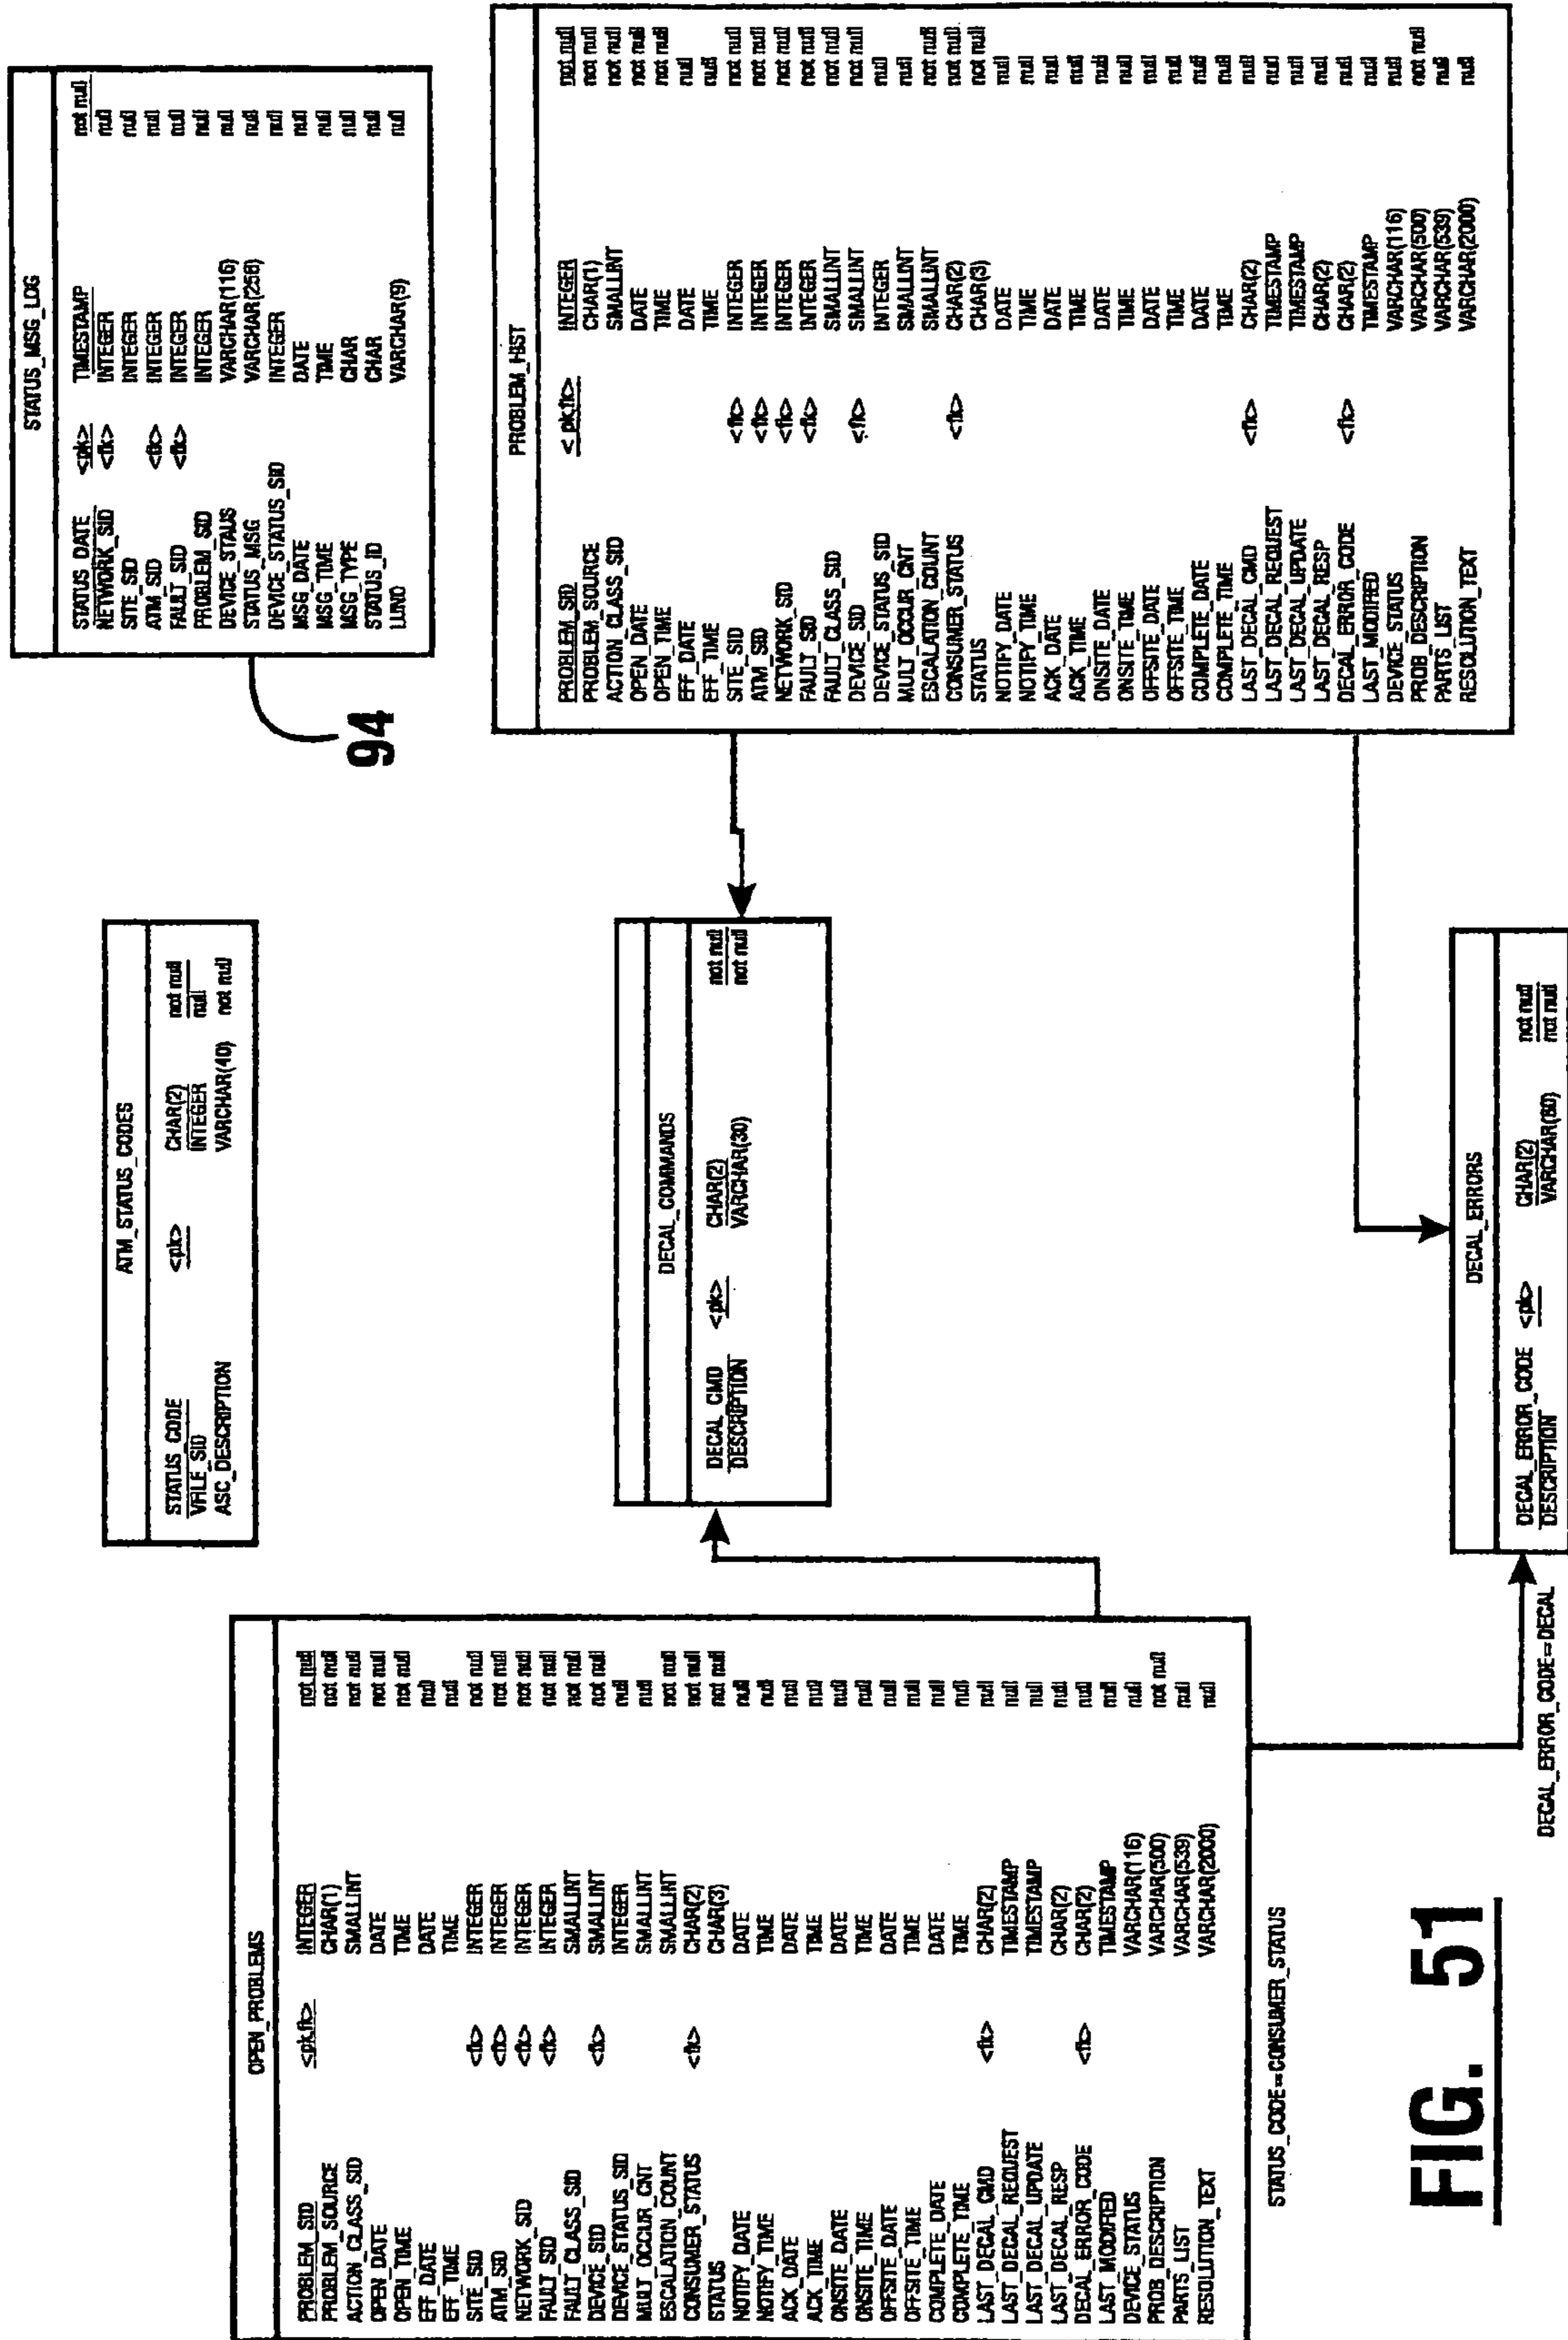 OPEN_PROBLEMS
PROBLEM_SID <pk,fk> INTEGER not null
PROBLEM_SOURCE CHAR(1) not null
ACTION_CLASS_SID SMALLINT not null
OPEN_DATE DATE not null
OPEN_TIME TIME not null
EFF_DATE DATE null
EFF_TIME TIME null
SITE_SID <fk> INTEGER not null
ATM_SID <fk> INTEGER not null
NETWORK_SID <fk> INTEGER not null
FAULT_SID <fk> INTEGER not null
FAULT_CLASS_SID SMALLINT not null
DEVICE_SID <fk> SMALLINT not null
DEVICE_STATUS_SID INTEGER null
MULT_OCCUR_CNT SMALLINT null
ESCALATION_COUNT SMALLINT not null
CONSUMER_STATUS <fk> CHAR(2) not null
STATUS CHAR(3) not null
NOTIFY_DATE DATE null
NOTIFY_TIME TIME null
ACK_DATE DATE null
ACK_TIME TIME null
ONSITE_DATE DATE null
ONSITE_TIME TIME null
OFFSITE_DATE DATE null
OFFSITE_TIME TIME null
COMPLETE_DATE DATE null
COMPLETE_TIME TIME null
LAST_DECAL_CMD <fk> CHAR(2) null
LAST_DECAL_REQUEST TIMESTAMP null
LAST_DECAL_UPDATE TIMESTAMP null
LAST_DECAL_RESP CHAR(2) null
DECAL_ERROR_CODE <fk> CHAR(2) null
LAST_MODIFIED TIMESTAMP null
DEVICE_STATUS VARCHAR(116) null
PROB_DESCRIPTION VARCHAR(500) not null
PARTS_LIST VARCHAR(539) null
RESOLUTION_TEXT VARCHAR(2000) null
STATUS_CODE=CONSUMER_STATUS
ATM_STATUS_CODES
STATUS_CODE <pk> CHAR(2) not null
VRLE_SID INTEGER null
ASC_DESCRIPTION VARCHAR(40) not null
DECAL_COMMANDS
DECAL_CMD <pk> CHAR(2) not null
DESCRIPTION VARCHAR(30) not null
DECAL_ERRORS
DECAL_ERROR_CODE <pk> CHAR(2) not null
DESCRIPTION VARCHAR(80) not null
DECAL_ERROR_CODE=DECAL
STATUS_MSG_LOG
STATUS_DATE <pk> TIMESTAMP not null
NETWORK_SID <fk> INTEGER null
SITE_SID INTEGER null
ATM_SID <fk> INTEGER null
FAULT_SID <fk> INTEGER null
PROBLEM_SID INTEGER null
DEVICE_STAUS VARCHAR(116) null
STATUS_MSG VARCHAR(256) null
DEVICE_STATUS_SID INTEGER null
MSG_DATE DATE null
MSG_TIME TIME null
MSG_TYPE CHAR null
STATUS_ID CHAR null
LUNO VARCHAR(9) null
94
PROBLEM_HIST
PROBLEM_SID <pk,fk> INTEGER not null
PROBLEM_SOURCE CHAR(1) not null
ACTION_CLASS_SID SMALLINT not null
OPEN_DATE DATE not null
OPEN_TIME TIME not null
EFF_DATE DATE null
EFF_TIME TIME null
SITE_SID <fk> INTEGER not null
ATM_SID <fk> INTEGER not null
NETWORK_SID <fk> INTEGER not null
FAULT_SID <fk> INTEGER not null
FAULT_CLASS_SID SMALLINT not null
DEVICE_SID <fk> SMALLINT not null
DEVICE_STATUS_SID INTEGER null
MULT_OCCUR_CNT SMALLINT null
ESCALATION_COUNT SMALLINT not null
CONSUMER_STATUS <fk> CHAR(2) not null
STATUS CHAR(3) not null
NOTIFY_DATE DATE null
NOTIFY_TIME TIME null
ACK_DATE DATE null
ACK_TIME TIME null
ONSITE_DATE DATE null
ONSITE_TIME TIME null
OFFSITE_DATE DATE null
OFFSITE_TIME TIME null
COMPLETE_DATE DATE null
COMPLETE_TIME TIME null
LAST_DECAL_CMD <fk> CHAR(2) null
LAST_DECAL_REQUEST TIMESTAMP null
LAST_DECAL_UPDATE TIMESTAMP null
LAST_DECAL_RESP CHAR(2) null
DECAL_ERROR_CODE <fk> CHAR(2) null
LAST_MODIFIED TIMESTAMP null
DEVICE_STATUS VARCHAR(116) null
PROB_DESCRIPTION VARCHAR(500) not null
PARTS_LIST VARCHAR(539) null
RESOLUTION_TEXT VARCHAR(2000) null
FIG. 51